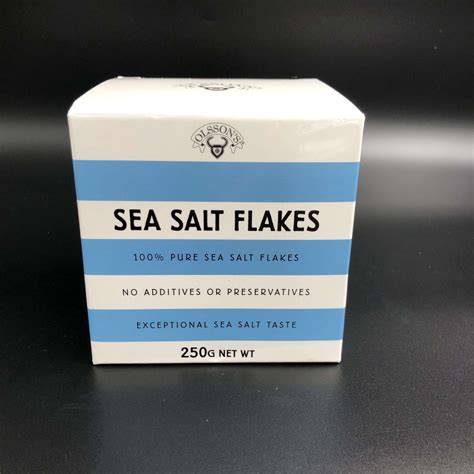 OLSSON'S
SEA SALT FLAKES
100% PURE SEA SALT FLAKES
NO ADDITIVES OR PRESERVATIVES
EXCEPTIONAL SEA SALT TASTE
250G NET WT